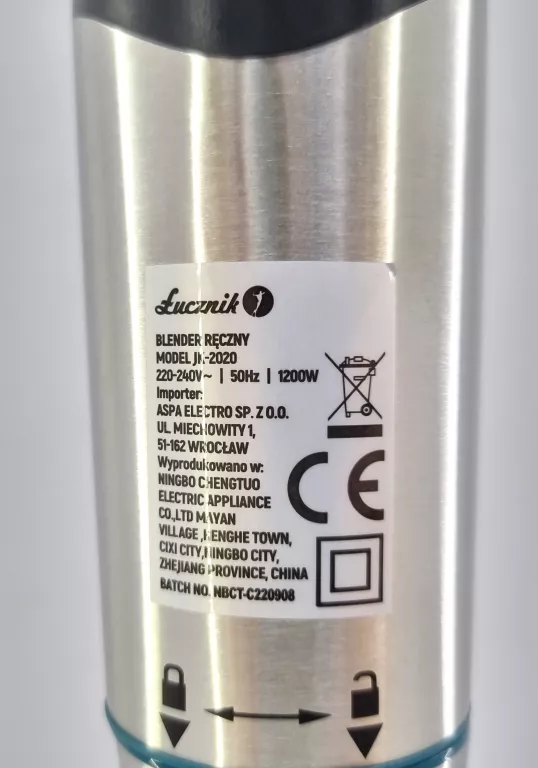 Łucznik
BLENDER RĘCZNY
MODEL JK-2020
220-240V~ | 50Hz | 1200W
Importer:
ASPA ELECTRO SP. Z O.O.
UL. MIECHOWITY 1,
51-162 WROCŁAW
Wyprodukowano w:
NINGBO CHENGTUO
ELECTRIC APPLIANCE
CO.,LTD MAYAN
VILLAGE ,HENGHE TOWN,
CIXI CITY,NINGBO CITY,
ZHEJIANG PROVINCE, CHINA
BATCH NO. NBCT-C220908
CE